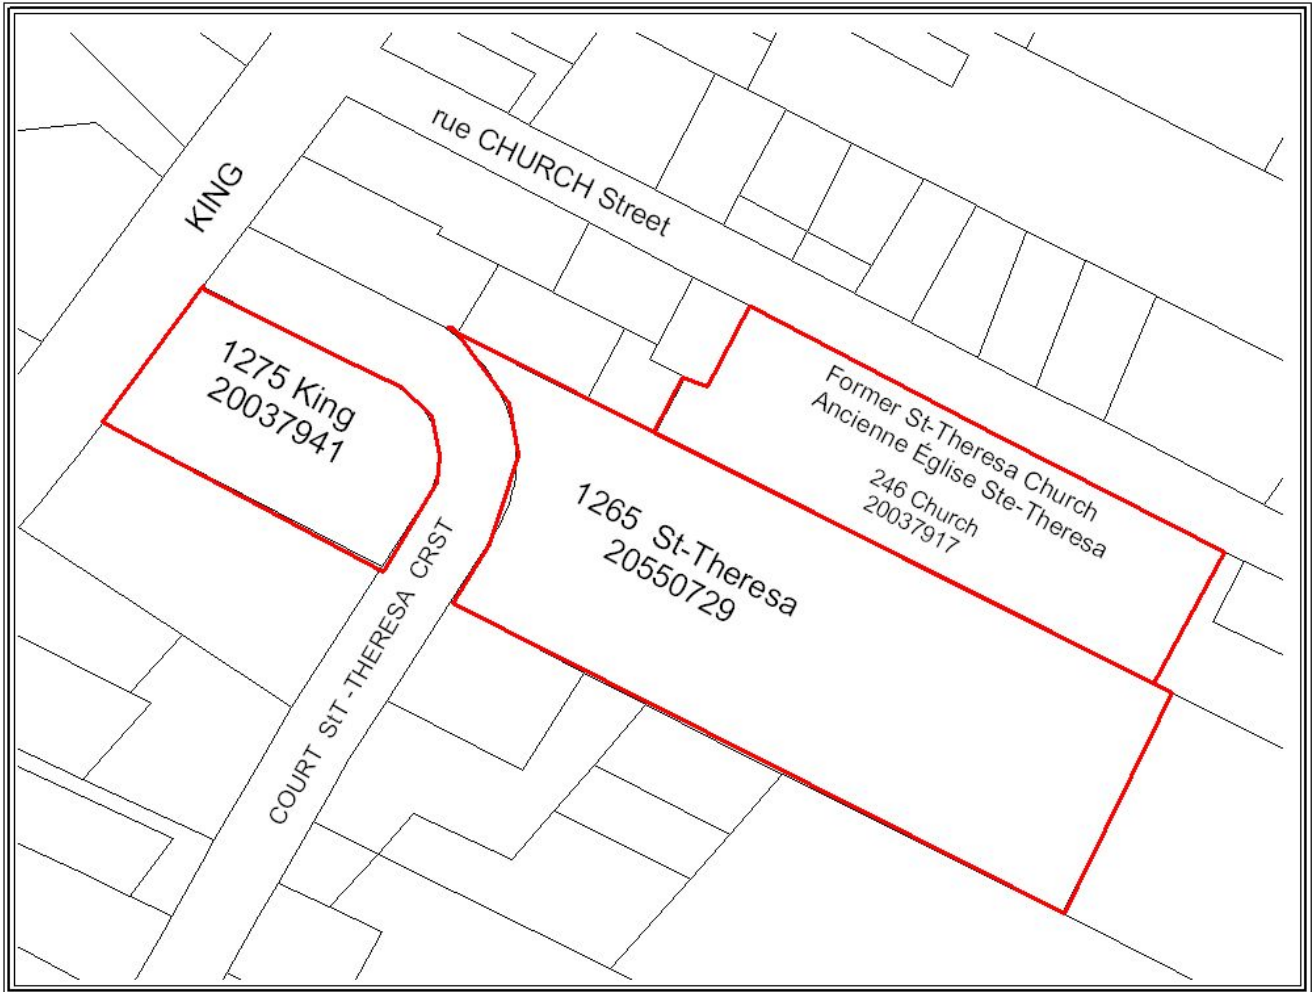 rue CHURCH Street
KING
1275 King
20037941
Former St-Theresa Church
Ancienne Église Ste-Theresa
246 Church
20037917
1265 St-Theresa
20550729
COURT StT-THERESA CRST